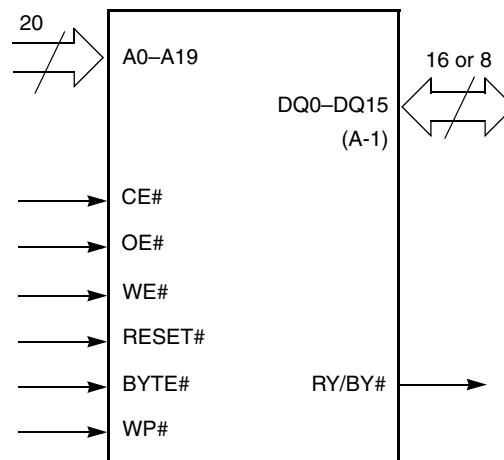 20
A0–A19
16 or 8
DQ0–DQ15
(A-1)
CE#
OE#
WE#
RESET#
BYTE#
RY/BY#
WP#